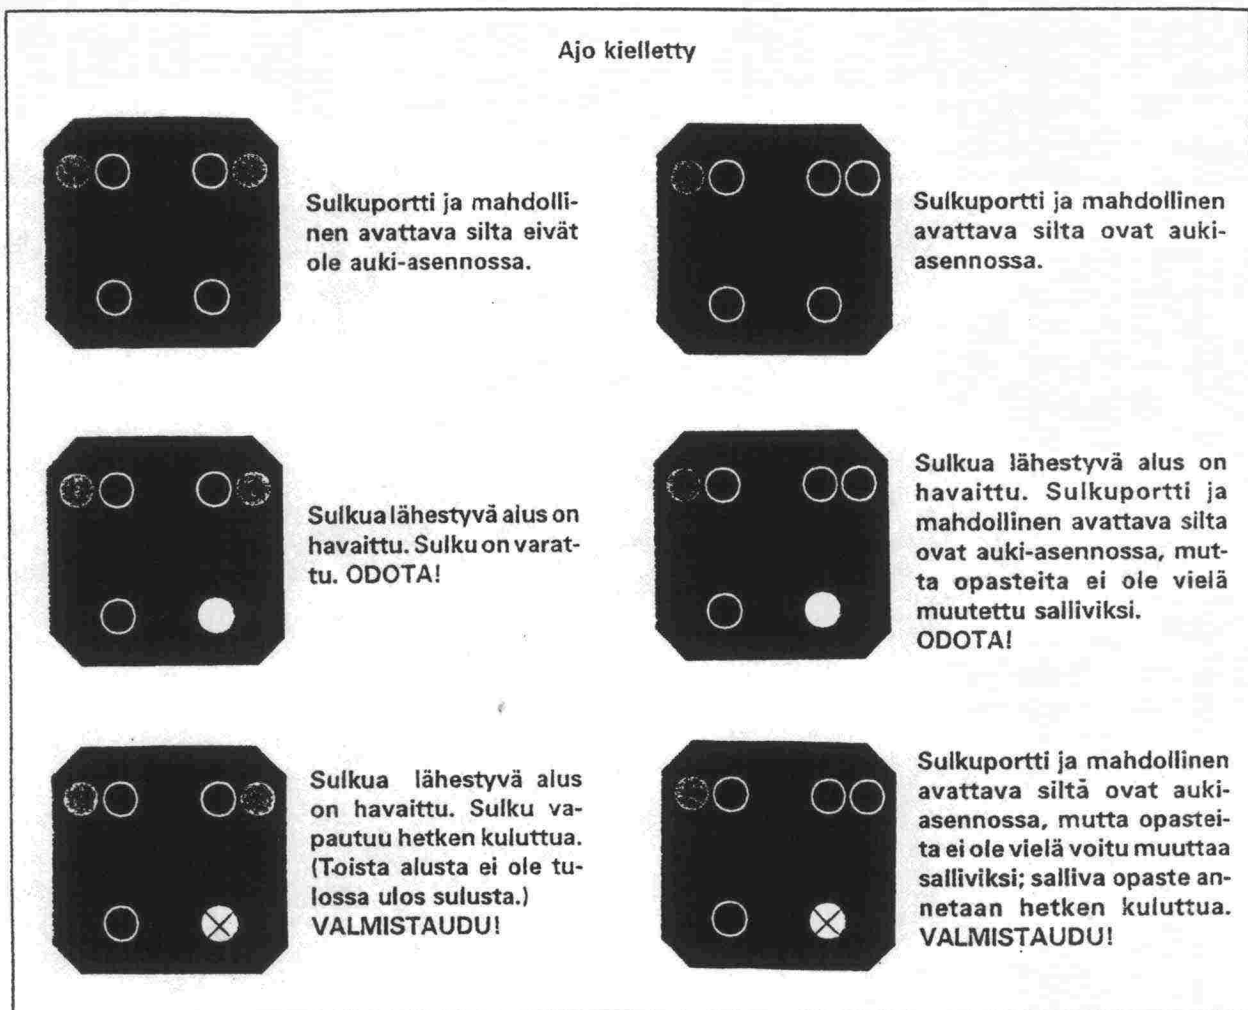 Ajo kielletty
Sulkuportti ja mahdolli-
nen avattava silta eivät
ole auki-asennossa.
Sulkuportti ja mahdollinen
avattava silta ovat auki-
asennossa.
Sulkua lähestyvä alus on
havaittu. Sulku on varat-
tu. ODOTA!
Sulkua lähestyvä alus on
havaittu. Sulkuportti ja
mahdollinen avattava silta
ovat auki-asennossa, mut-
ta opasteita ei ole vielä
muutettu salliviksi.
ODOTA!
Sulkua lähestyvä alus
on havaittu. Sulku va-
pautuu hetken kuluttua.
(Toista alusta ei ole tu-
lossa ulos sulusta.)
VALMISTAUDU!
Sulkuportti ja mahdollinen
avattava silta ovat auki-
asennossa, mutta opastei-
ta ei ole vielä voitu muuttaa
salliviksi; salliva opaste an-
netaan hetken kuluttua.
VALMISTAUDU!